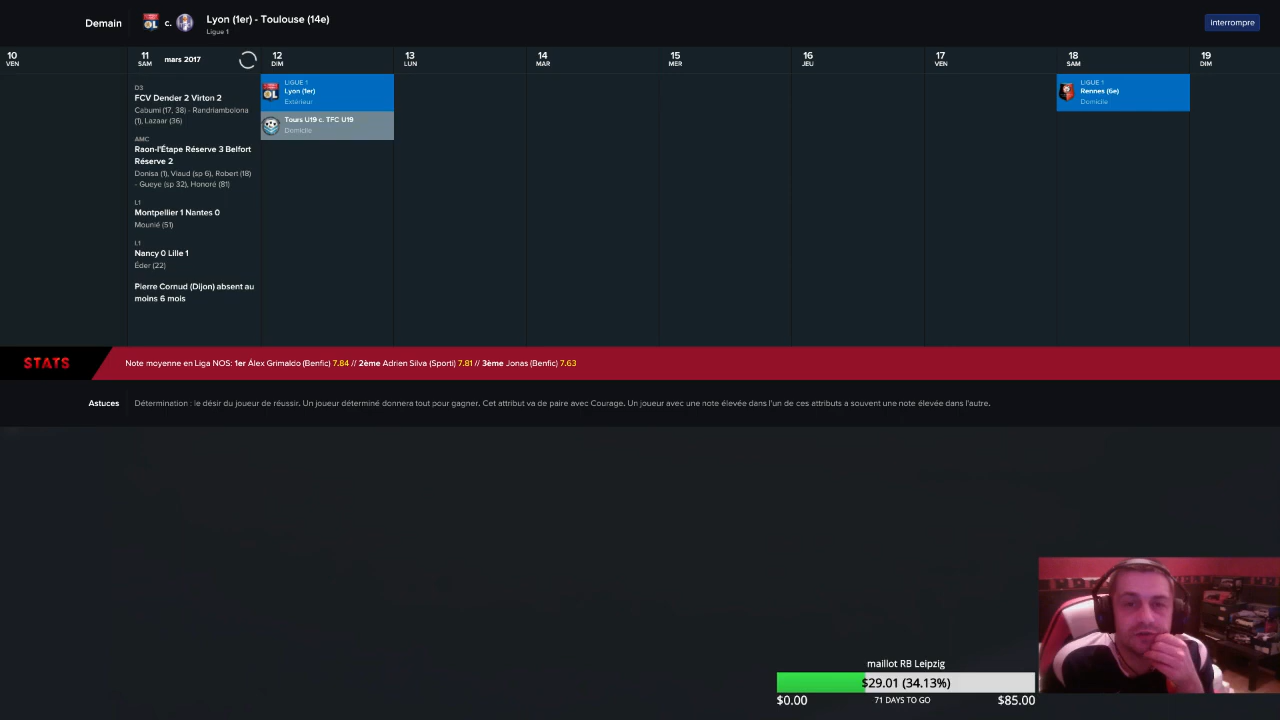 Demain
c.
Lyon (1er) - Toulouse (14e)
Ligue 1
Interrompre
10
VEN
11
SAM
mars 2017
12
DIM
13
LUN
14
MAR
15
MER
16
JEU
17
VEN
18
SAM
19
DIM
D3
FCV Dender 2 Virton 2
Cabumi (17, 38) - Randriambolona
(1), Lazaar (36)
AMC
Raon-l'Étape Réserve 3 Belfort
Réserve 2
Donisa (1), Viaud (sp 6), Robert (18)
- Gueye (sp 32), Honoré (81)
L1
Montpellier 1 Nantes 0
Mounié (51)
L1
Nancy 0 Lille 1
Éder (22)
Pierre Cornud (Dijon) absent au
moins 6 mois
LIGUE 1
Lyon (1er)
Extérieur
Tours U19 c. TFC U19
Domicile
LIGUE 1
Rennes (6e)
Domicile
STATS
Note moyenne en Liga NOS: 1er Álex Grimaldo (Benfic) 7.84 // 2ème Adrien Silva (Sporti) 7.81 // 3ème Jonas (Benfic) 7.63
Astuces
Détermination : le désir du joueur de réussir. Un joueur déterminé donnera tout pour gagner. Cet attribut va de paire avec Courage. Un joueur avec une note élevée dans l'un de ces attributs a souvent une note élevée dans l'autre.
maillot RB Leipzig
$29.01 (34.13%)
$0.00
71 DAYS TO GO
$85.00